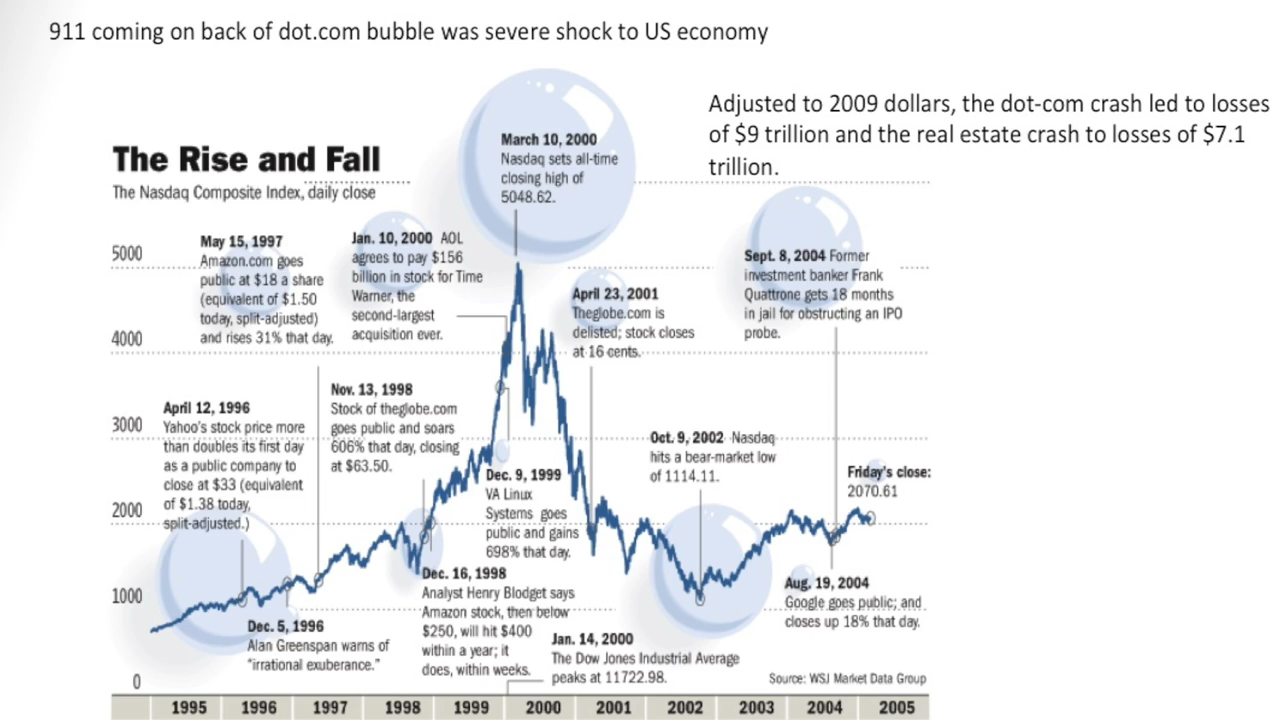 911 coming on back of dot.com bubble was severe shock to US economy
Adjusted to 2009 dollars, the dot-com crash led to losses
of $9 trillion and the real estate crash to losses of $7.1
trillion.
The Rise and Fall
The Nasdaq Composite Index, daily close
March 10, 2000
Nasdaq sets all-time
closing high of
5048.62.
May 15, 1997
Amazon.com goes
public at $18 a share
(equivalent of $1.50
today, split-adjusted)
and rises 31% that day.
Jan. 10, 2000 AOL
agrees to pay $156
billion in stock for Time
Warner, the
second-largest
acquisition ever.
April 23, 2001
Theglobe.com is
delisted; stock closes
at 16 cents.
Sept. 8, 2004 Former
investment banker Frank
Quattrone gets 18 months
in jail for obstructing an IPO
probe.
April 12, 1996
Yahoo's stock price more
than doubles its first day
as a public company to
close at $33 (equivalent
of $1.38 today,
split-adjusted.)
Nov. 13, 1998
Stock of theglobe.com
goes public and soars
606% that day, closing
at $63.50.
Dec. 9, 1999
VA Linux
Systems goes
public and gains
698% that day.
Oct. 9, 2002 Nasdaq
hits a bear-market low
of 1114.11.
Friday's close:
2070.61
Dec. 5, 1996
Alan Greenspan warns of
"irrational exuberance."
Dec. 16, 1998
Analyst Henry Blodget says
Amazon stock, then below
$250, will hit $400
within a year; it
does, within weeks.
Jan. 14, 2000
The Dow Jones Industrial Average
peaks at 11722.98.
Aug. 19, 2004
Google goes public; and
closes up 18% that day.
Source: WSJ Market Data Group
5000
4000
3000
2000
1000
0
1995 1996 1997 1998 1999 2000 2001 2002 2003 2004 2005